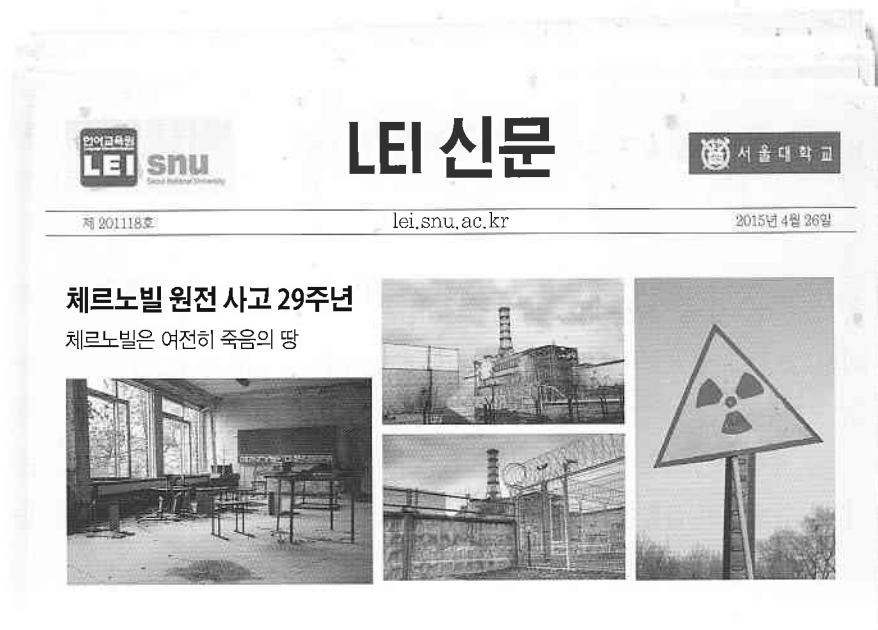 언어교육원
LEI snu
Seoul National University
LEI 신문
서울대학교
제 201118호
lei.snu.ac.kr
2015년 4월 26일
체르노빌 원전 사고 29주년
체르노빌은 여전히 죽음의 땅